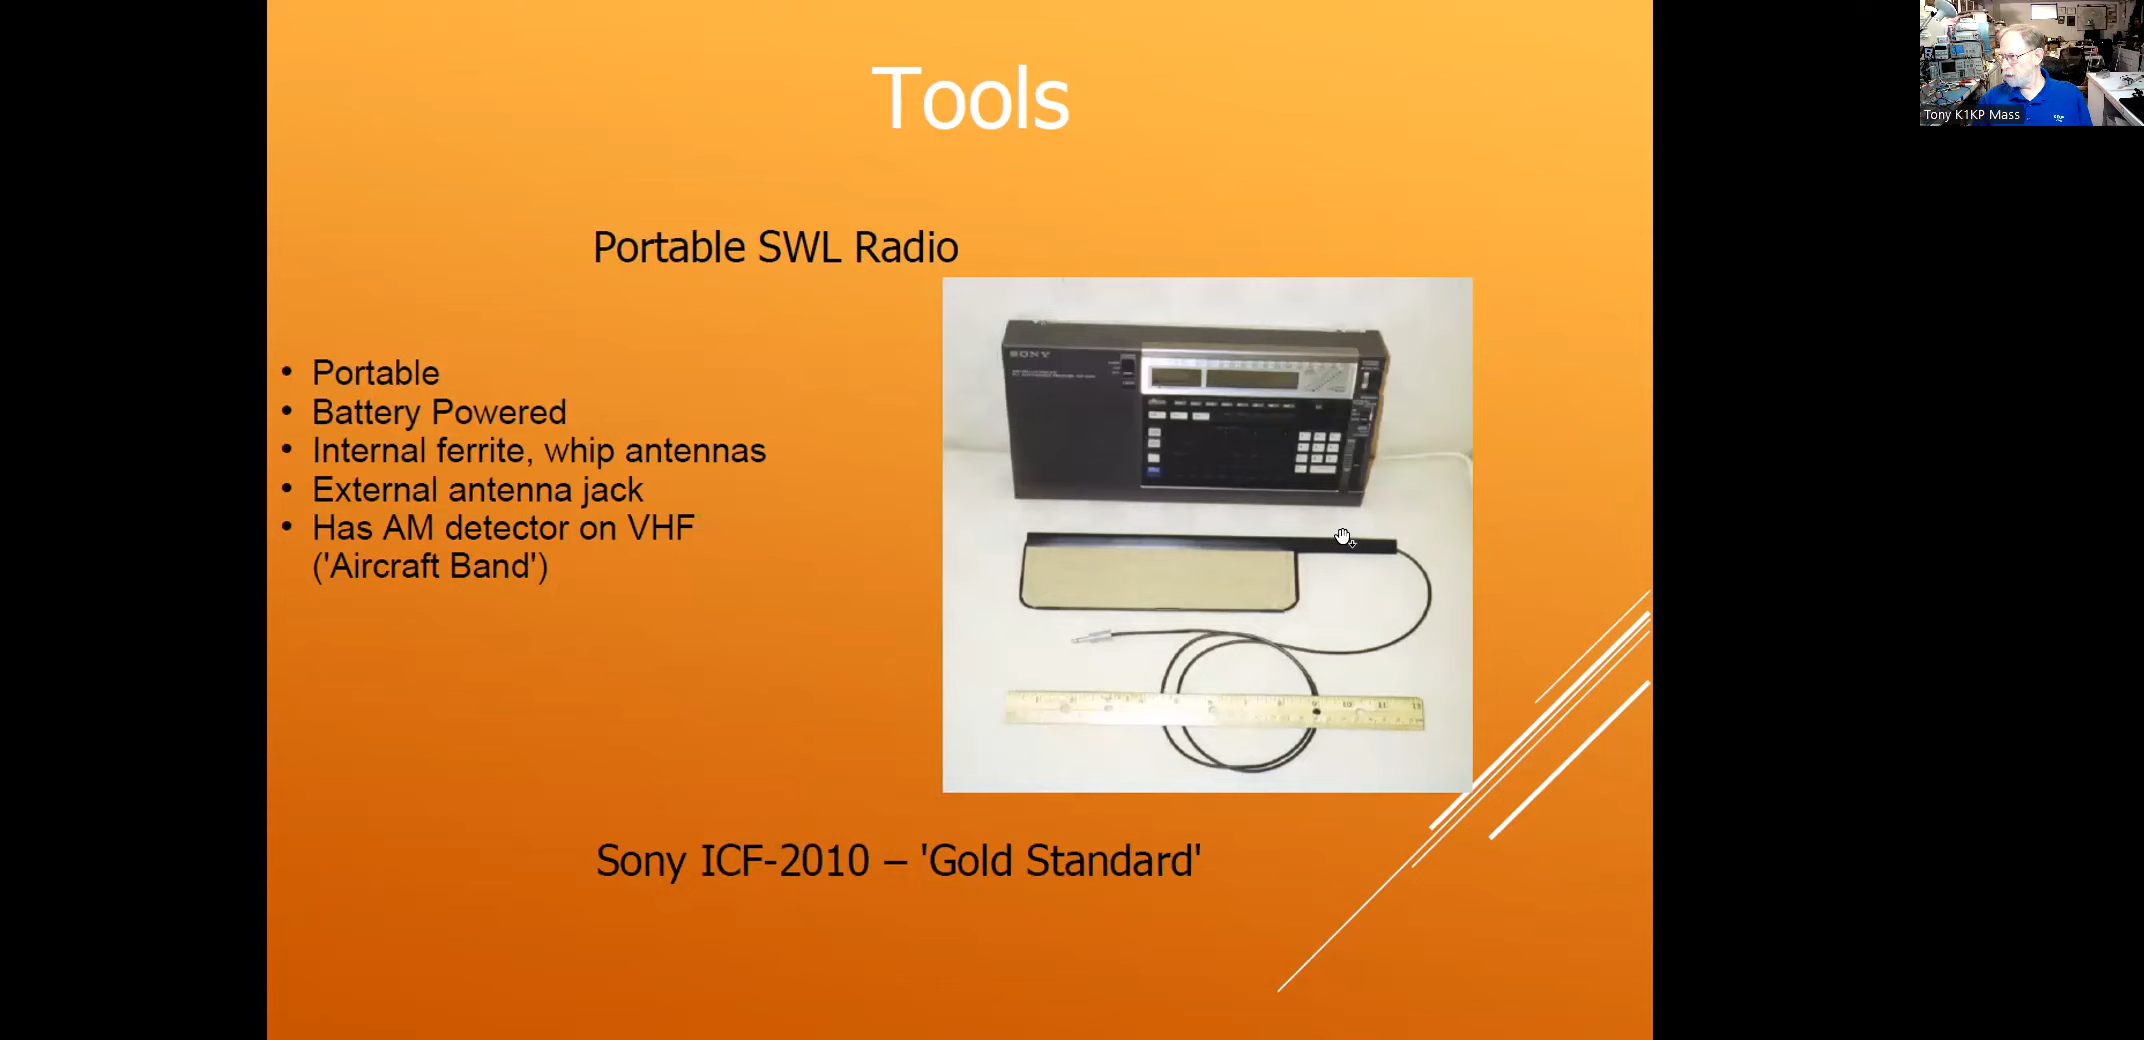 Tools
Tony K1KP Mass
Portable SWL Radio
SONY
• Portable
• Battery Powered
• Internal ferrite, whip antennas
• External antenna jack
• Has AM detector on VHF
('Aircraft Band')
Sony ICF-2010 – 'Gold Standard'